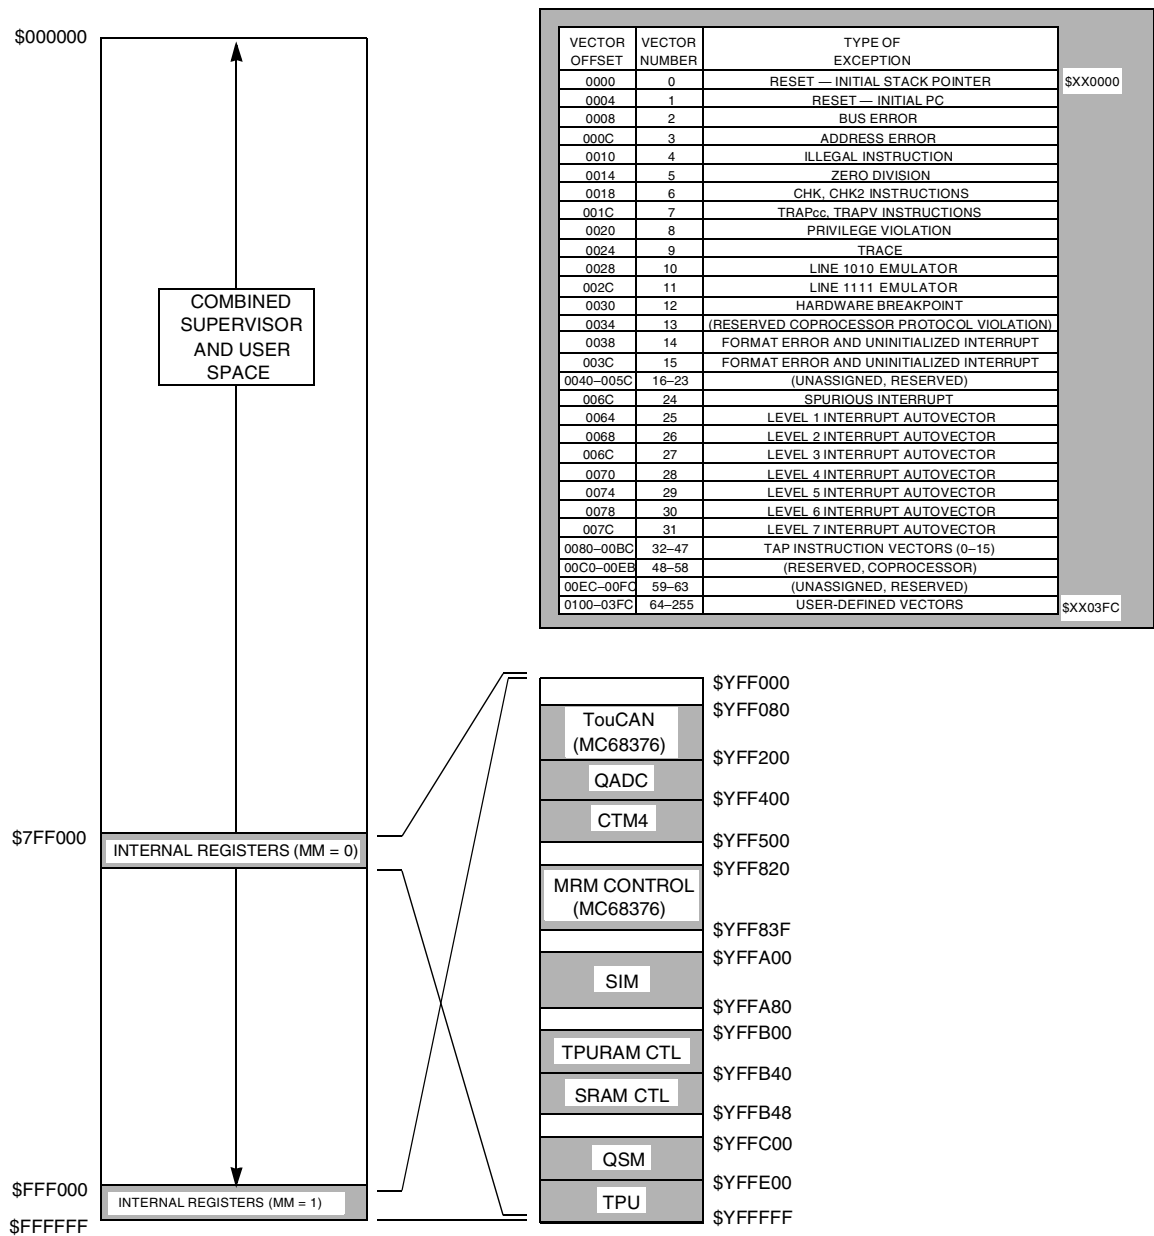 $000000
COMBINED
SUPERVISOR
AND USER
SPACE
$7FF000
INTERNAL REGISTERS (MM = 0)
$FFF000
INTERNAL REGISTERS (MM = 1)
$FFFFFF
VECTOR OFFSET VECTOR NUMBER TYPE OF EXCEPTION
0000 0 RESET — INITIAL STACK POINTER $XX0000
0004 1 RESET — INITIAL PC
0008 2 BUS ERROR
000C 3 ADDRESS ERROR
0010 4 ILLEGAL INSTRUCTION
0014 5 ZERO DIVISION
0018 6 CHK, CHK2 INSTRUCTIONS
001C 7 TRAPcc, TRAPV INSTRUCTIONS
0020 8 PRIVILEGE VIOLATION
0024 9 TRACE
0028 10 LINE 1010 EMULATOR
002C 11 LINE 1111 EMULATOR
0030 12 HARDWARE BREAKPOINT
0034 13 (RESERVED COPROCESSOR PROTOCOL VIOLATION)
0038 14 FORMAT ERROR AND UNINITIALIZED INTERRUPT
003C 15 FORMAT ERROR AND UNINITIALIZED INTERRUPT
0040–005C 16–23 (UNASSIGNED, RESERVED)
006C 24 SPURIOUS INTERRUPT
0064 25 LEVEL 1 INTERRUPT AUTOVECTOR
0068 26 LEVEL 2 INTERRUPT AUTOVECTOR
006C 27 LEVEL 3 INTERRUPT AUTOVECTOR
0070 28 LEVEL 4 INTERRUPT AUTOVECTOR
0074 29 LEVEL 5 INTERRUPT AUTOVECTOR
0078 30 LEVEL 6 INTERRUPT AUTOVECTOR
007C 31 LEVEL 7 INTERRUPT AUTOVECTOR
0080–00BC 32–47 TAP INSTRUCTION VECTORS (0–15)
00C0–00EB 48–58 (RESERVED, COPROCESSOR)
00EC–00FC 59–63 (UNASSIGNED, RESERVED)
0100–03FC 64–255 USER-DEFINED VECTORS $XX03FC
$YFF000
$YFF080
TouCAN
(MC68376)
$YFF200
QADC
$YFF400
CTM4
$YFF500
$YFF820
MRM CONTROL
(MC68376)
$YFF83F
$YFFA00
SIM
$YFFA80
$YFFB00
TPURAM CTL
$YFFB40
SRAM CTL
$YFFB48
$YFFC00
QSM
$YFFE00
TPU
$YFFFFF